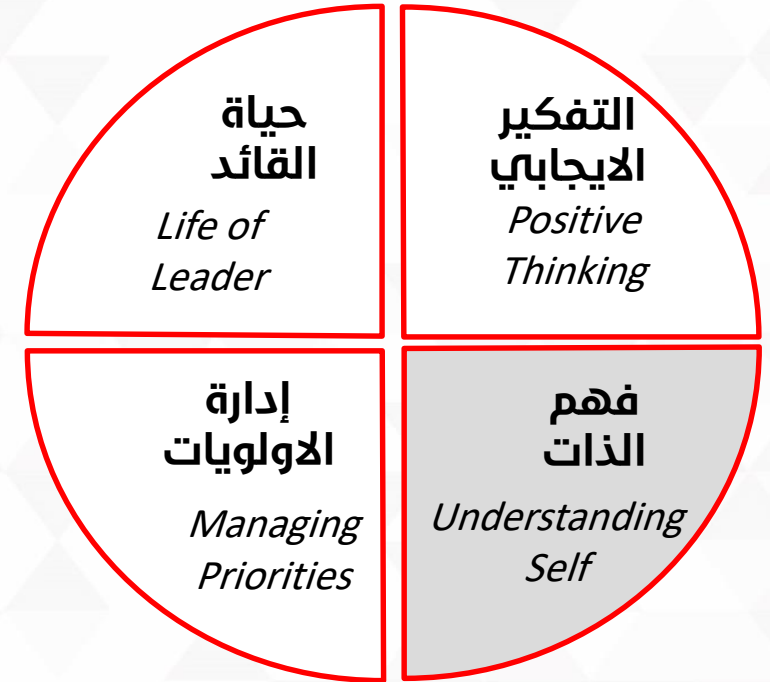 حياة
القائد
Life of
Leader
التفكير
الايجابي
Positive
Thinking
إدارة
الاولويات
Managing
Priorities
فهم
الذات
Understanding
Self